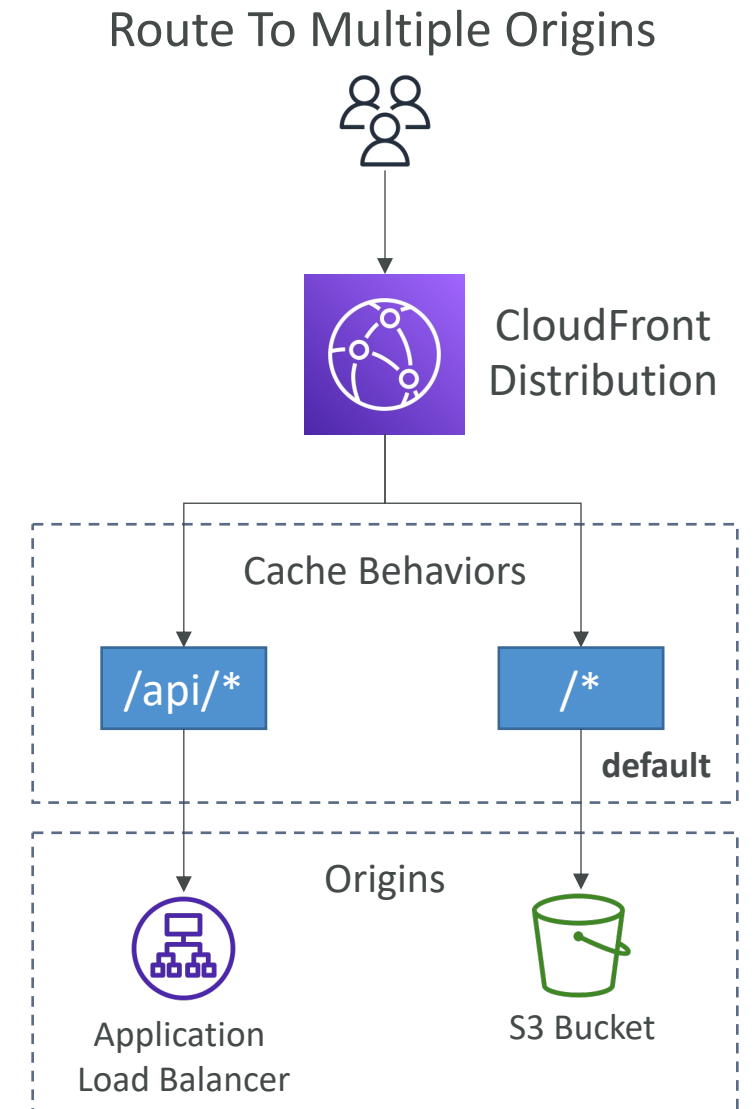 Route To Multiple Origins
CloudFront
Distribution
Cache Behaviors
/api/*
/*
default
Origins
Application
Load Balancer
S3 Bucket